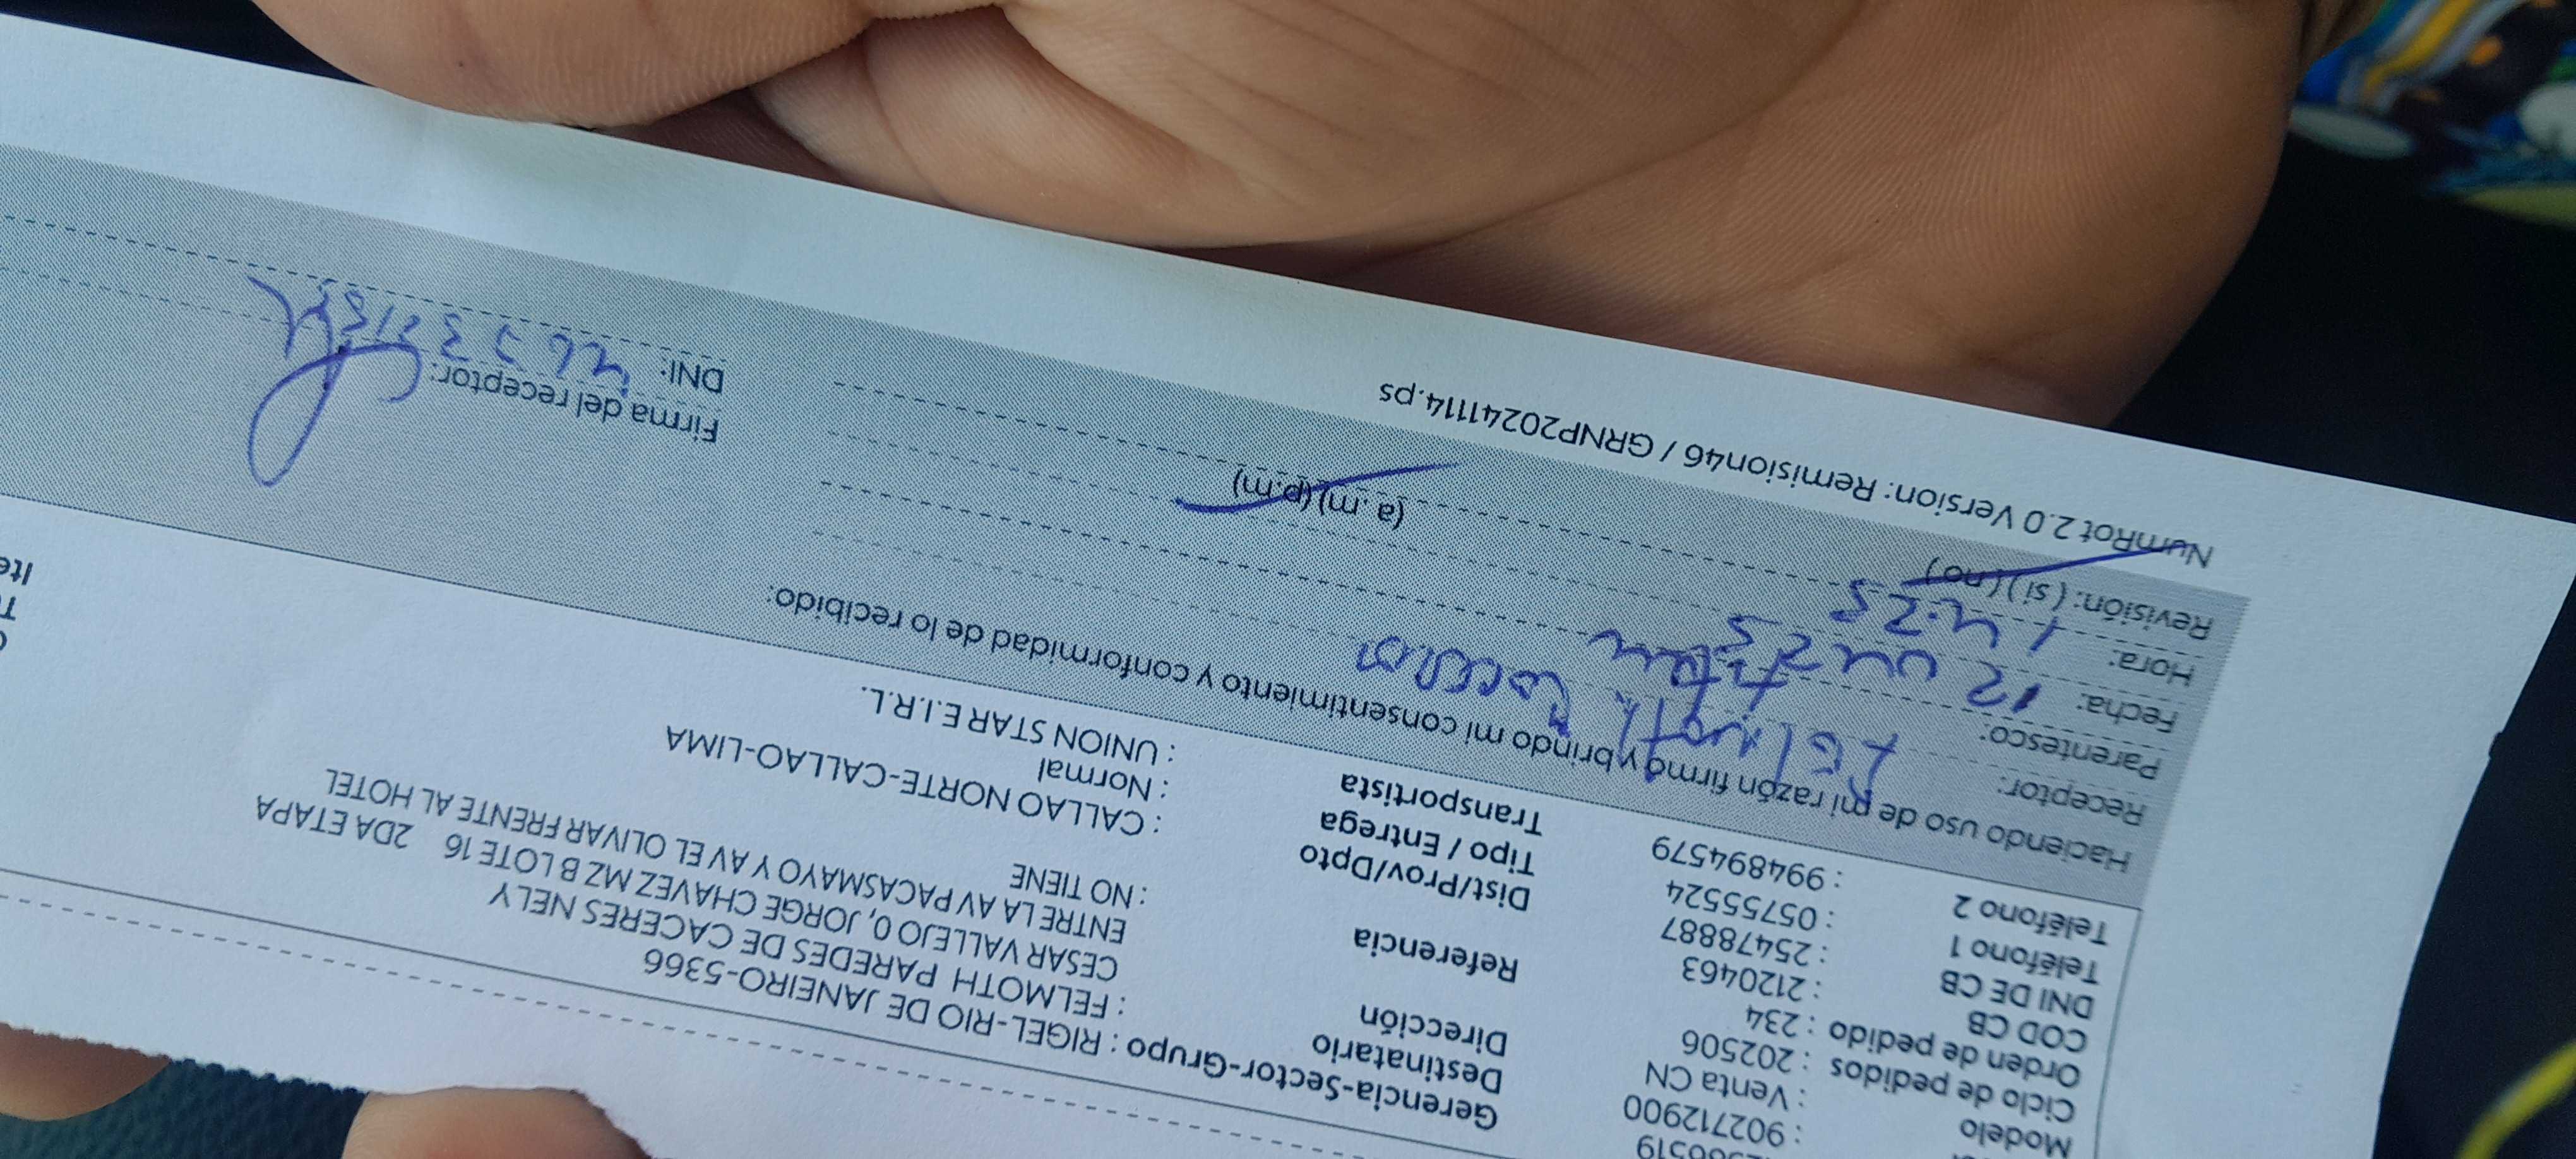 902712900
Modelo : Venta CN
Ciclo de pedidos : 202506
Orden de pedido : 234
COD CB : 2120463
DNI DE CB : 25478887
Teléfono 1 : 05755524
Teléfono 2 : 994894579
Gerencia-Sector-Grupo : RIGEL-RIO DE JANEIRO-5366
Destinatario : FELMOTH PAREDES DE CACERES NELY
Dirección CESAR VALLEJO 0, JORGE CHAVEZ MZ B LOTE 16 2DA ETAPA
ENTRE LA AV PACASMAYO Y AV EL OLIVAR FRENTE AL HOTEL
Referencia : NO TIENE
Dist/Prov/Dpto : CALLAO NORTE-CALLAO-LIMA
Tipo / Entrega : Normal
Transportista : UNION STAR E.I.R.L.
Haciendo uso de mi razón firmo y brindo mi consentimiento y conformidad de lo recibido:
Receptor:
Parentesco:
Fecha: 12
Hora: 14:25
Revisión: (si) (no)
(a.m) (p.m)
Firma del receptor:
DNI:
NumRot 2.0 Version: Remision46 / GRNP20241114.ps